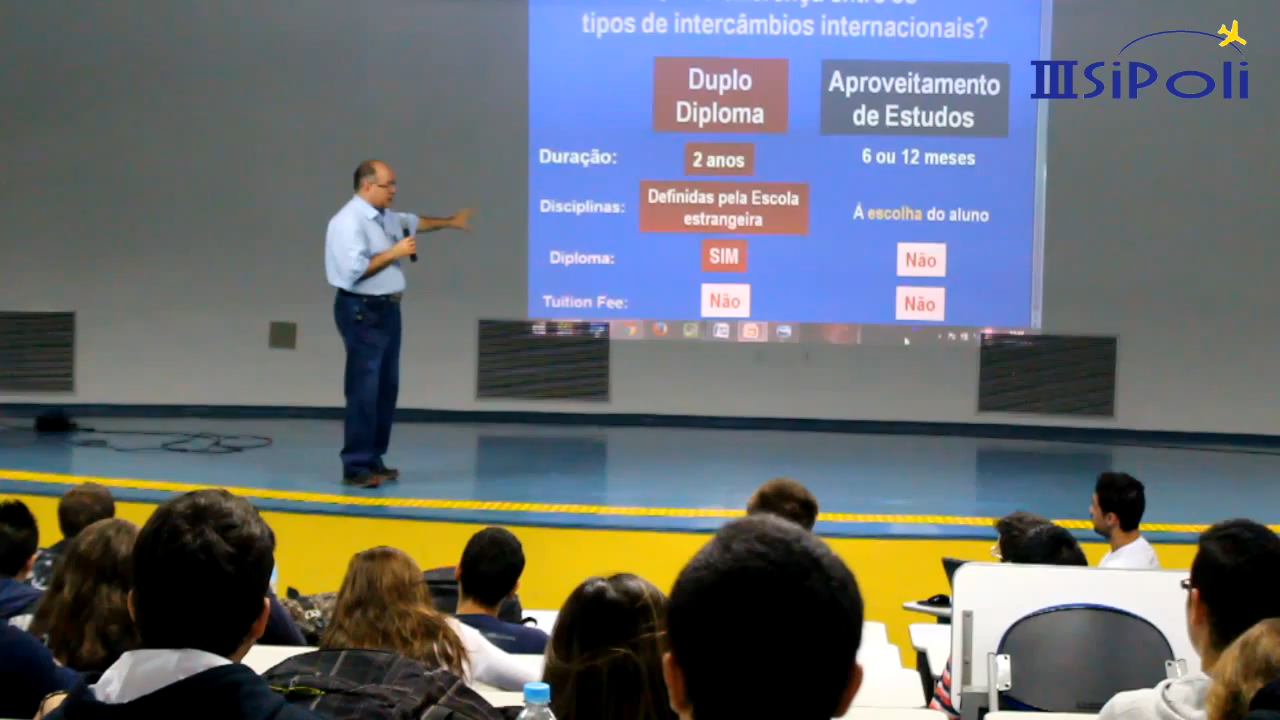 tipos de intercâmbios internacionais?
Duplo
Diploma
Aproveitamento
de Estudos
Duração:
2 anos
6 ou 12 meses
Disciplinas:
Definidas pela Escola
estrangeira
À escolha do aluno
Diploma:
SIM
Não
Tuition Fee:
Não
Não
IIISiPoli